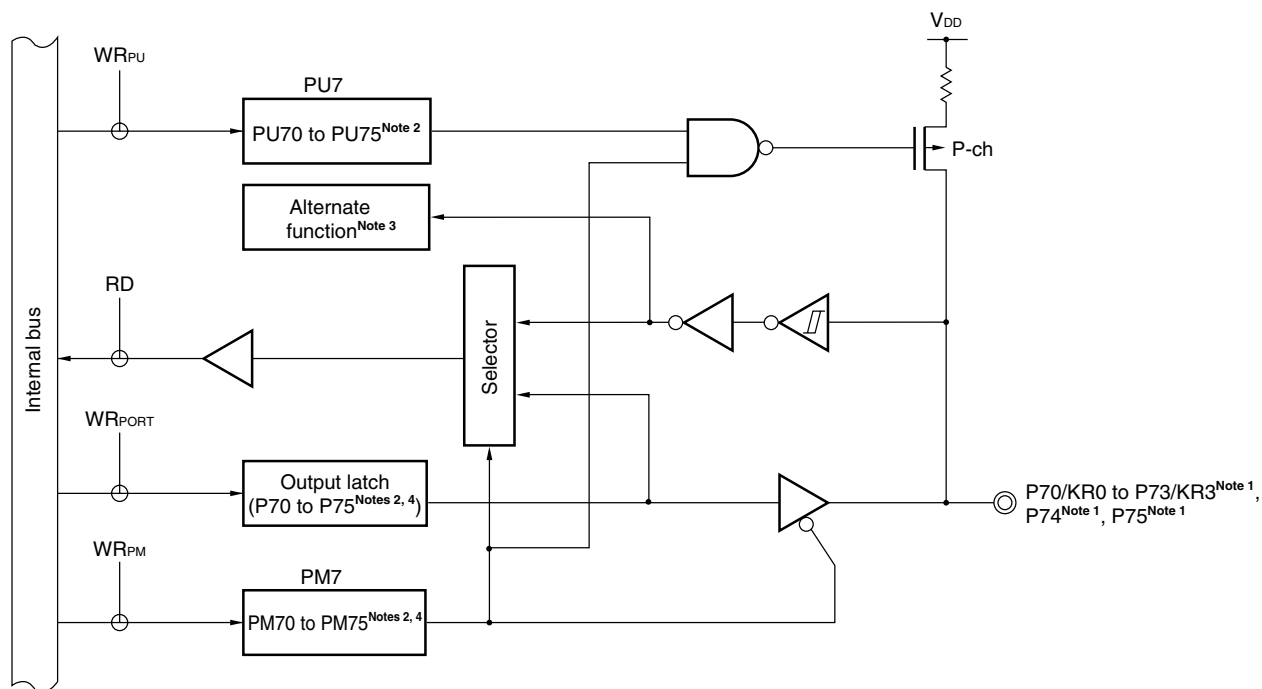 VDD
WRPU
PU7
PU70 to PU75Note 2
P-ch
Alternate
functionNote 3
RD
Internal bus
Selector
WRPORT
Output latch
(P70 to P75Notes 2, 4)
P70/KR0 to P73/KR3Note 1,
P74Note 1, P75Note 1
WRPM
PM7
PM70 to PM75Notes 2, 4